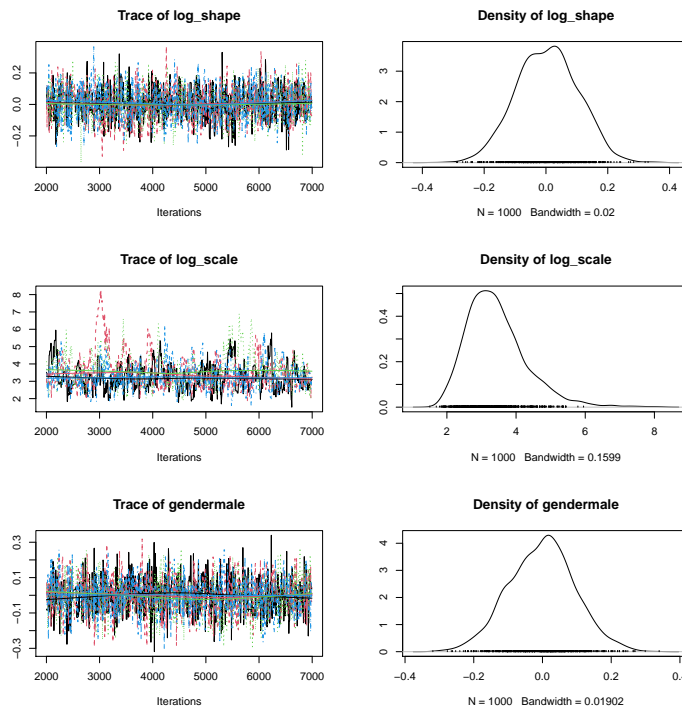 Trace of log_shape
0.2
0.0
−0.2
2000 3000 4000 5000 6000 7000
Iterations
Density of log_shape
3
2
1
0
−0.4 −0.2 0.0 0.2 0.4
N = 1000 Bandwidth = 0.02
Trace of log_scale
8
7
6
5
4
3
2
2000 3000 4000 5000 6000 7000
Iterations
Density of log_scale
0.4
0.2
0.0
2 4 6 8
N = 1000 Bandwidth = 0.1599
Trace of gendermale
0.3
0.1
−0.1
−0.3
2000 3000 4000 5000 6000 7000
Iterations
Density of gendermale
4
3
2
1
0
−0.4 −0.2 0.0 0.2 0.4
N = 1000 Bandwidth = 0.01902